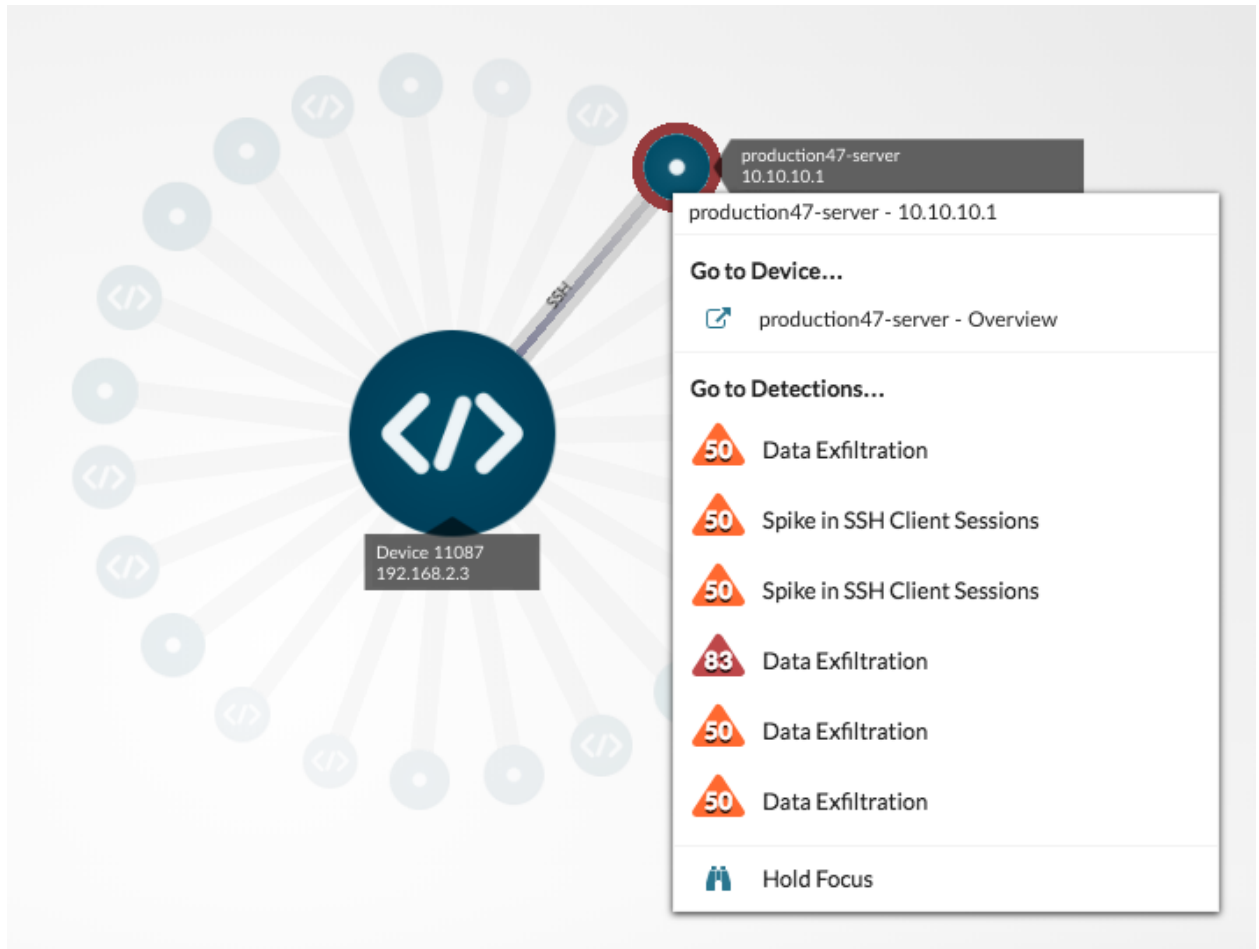 production47-server
10.10.10.1
production47-server - 10.10.10.1
Go to Device...
production47-server - Overview
Go to Detections...
50 Data Exfiltration
50 Spike in SSH Client Sessions
50 Spike in SSH Client Sessions
83 Data Exfiltration
50 Data Exfiltration
50 Data Exfiltration
Hold Focus
SSH
</>
Device 11087
192.168.2.3
</>
</>
</>
</>
</>
</>
</>
</>